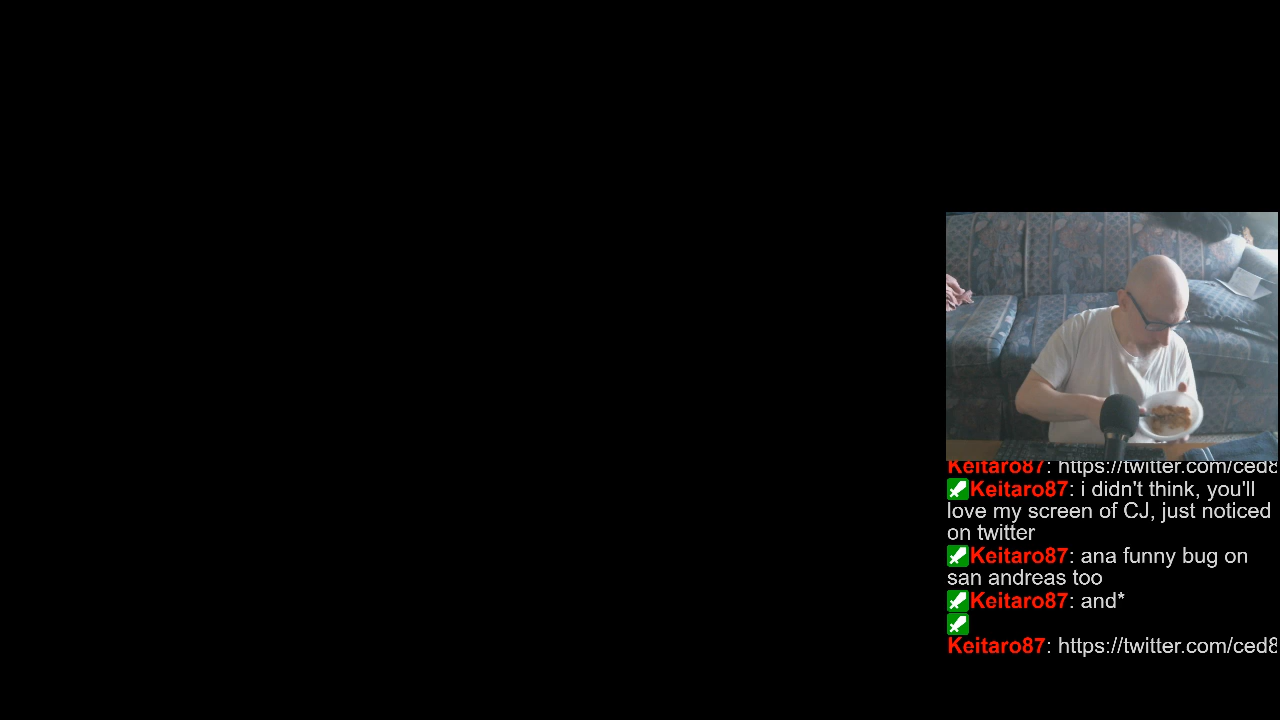 Keitaro87: https://twitter.com/ced8
Keitaro87: i didn't think, you'll
love my screen of CJ, just noticed
on twitter
Keitaro87: ana funny bug on
san andreas too
Keitaro87: and*
Keitaro87: https://twitter.com/ced8